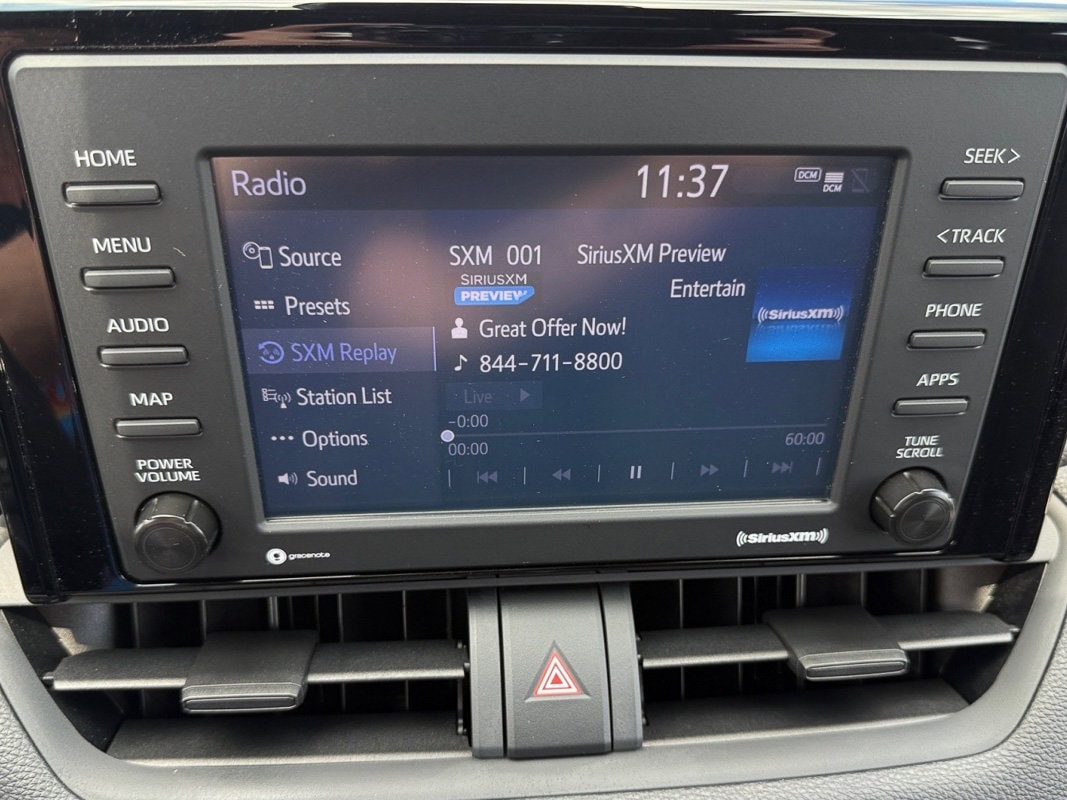 HOME
MENU
AUDIO
MAP
POWER
VOLUME
Radio
11:37
DCM
DCM
Source
Presets
SXM Replay
Station List
Options
Sound
SXM 001 SiriusXM Preview
SIRIUSXM
PREVIEW
Entertain
((SiriusXM))
Great Offer Now!
844-711-8800
Live
-0:00
00:00
60:00
SEEK>
<TRACK
PHONE
APPS
TUNE
SCROLL
gracenote
((SiriusXM))